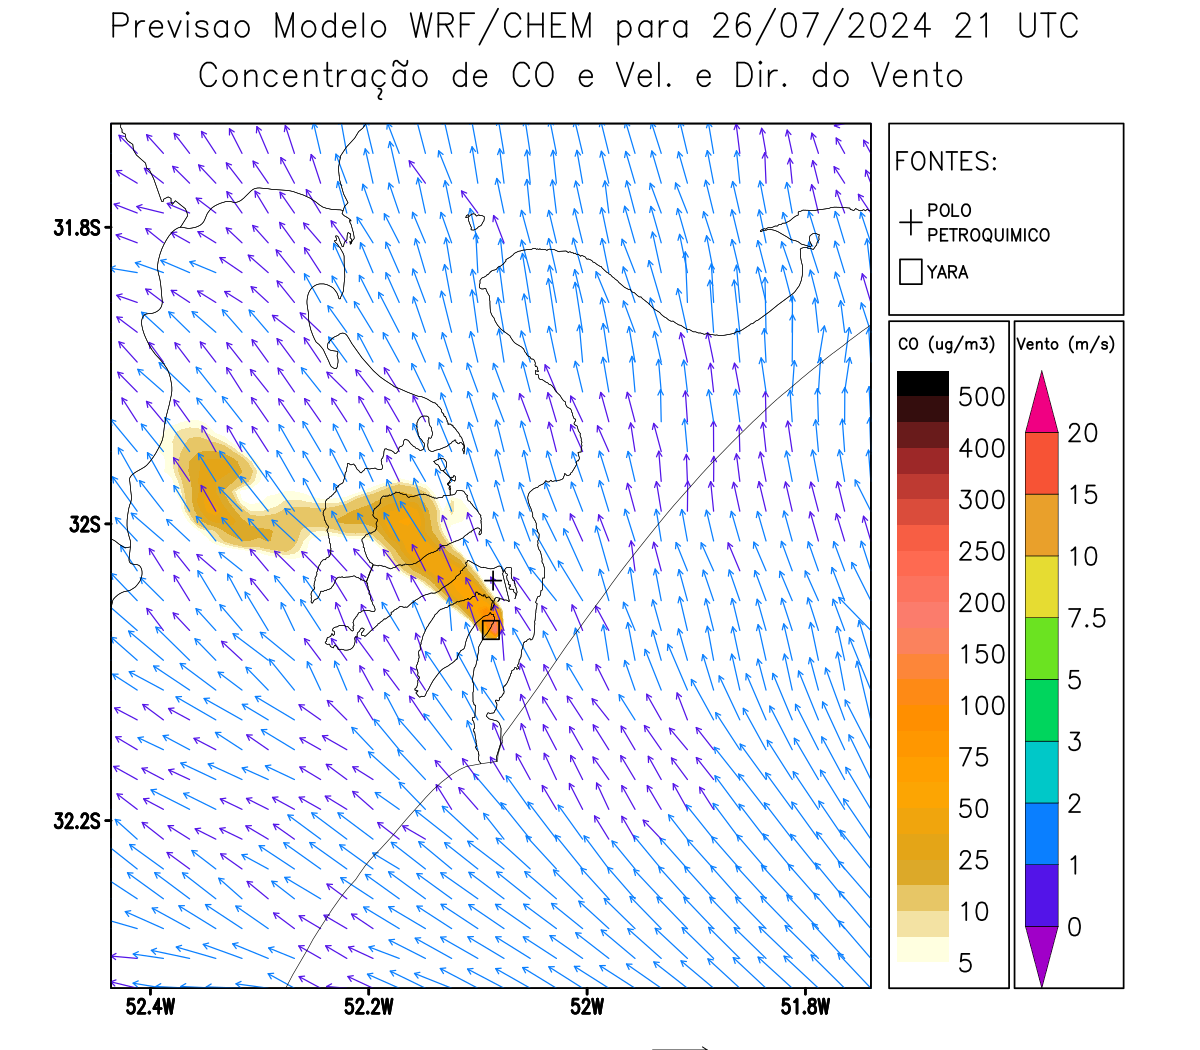 Previsao Modelo WRF/CHEM para 26/07/2024 21 UTC
Concentração de CO e Vel. e Dir. do Vento
FONTES:
POLO
PETROQUIMICO
YARA
CO (ug/m3)
500
400
300
250
200
150
100
75
50
25
10
5
Vento (m/s)
20
15
10
7.5
5
3
2
1
0
31.8S
32S
32.2S
52.4W 52.2W 52W 51.8W